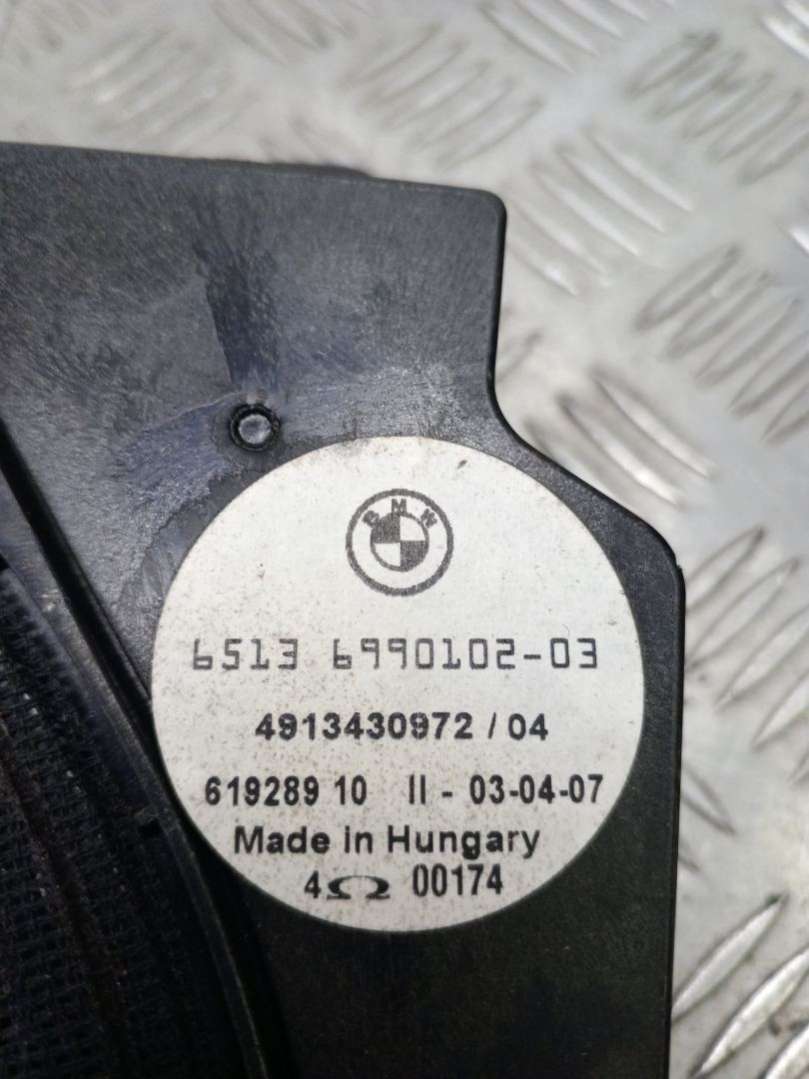 BMW
6513 6990102-03
4913430972 / 04
619289 10 II - 03-04-07
Made in Hungary
4Ω 00174